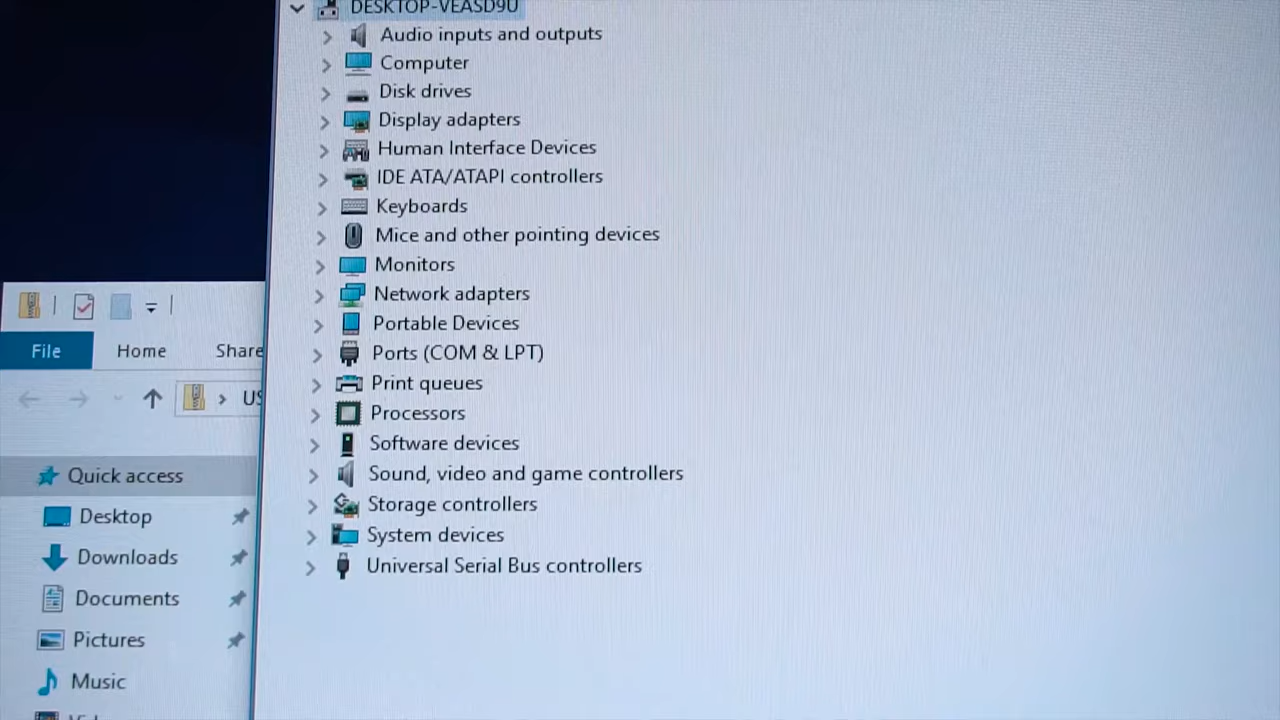 DESKTOP-VEASD9U
Audio inputs and outputs
Computer
Disk drives
Display adapters
Human Interface Devices
IDE ATA/ATAPI controllers
Keyboards
Mice and other pointing devices
Monitors
Network adapters
Portable Devices
Ports (COM & LPT)
Print queues
Processors
Software devices
Sound, video and game controllers
Storage controllers
System devices
Universal Serial Bus controllers
File Home Share
US
Quick access
Desktop
Downloads
Documents
Pictures
Music